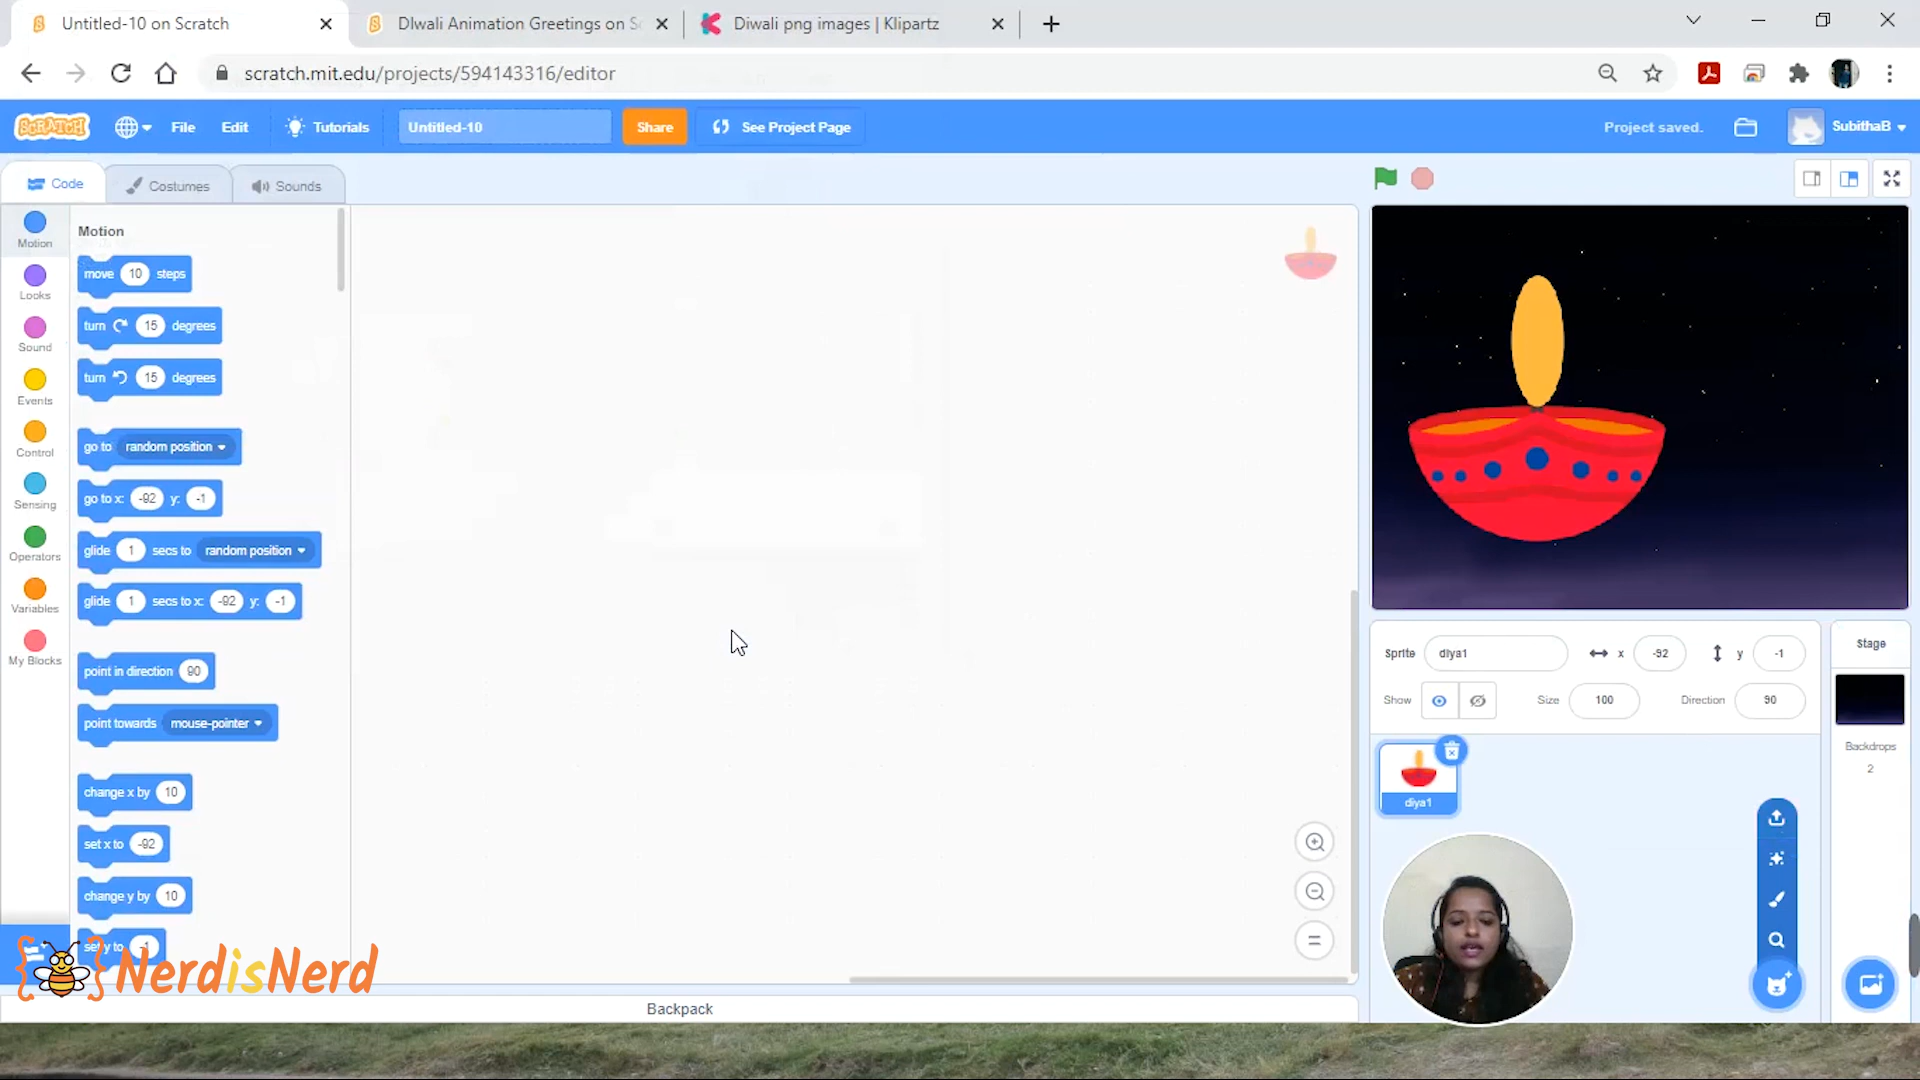 Untitled-10 on Scratch
DIwali Animation Greetings on Sc
Diwali png images | Klipartz
scratch.mit.edu/projects/594143316/editor
SCRATCH
File
Edit
Tutorials
Untitled-10
Share
See Project Page
Project saved.
SubithaB
Code
Costumes
Sounds
Motion
Looks
Sound
Events
Control
Sensing
Operators
Variables
My Blocks
Motion
move 10 steps
turn 15 degrees
turn 15 degrees
go to random position
go to x: -92 y: -1
glide 1 secs to random position
glide 1 secs to x: -92 y: -1
point in direction 90
point towards mouse-pointer
change x by 10
set x to -92
change y by 10
set y to -1
{NerdisNerd
Backpack
Sprite diya1 x -92 y -1
Show Size 100 Direction 90
diya1
Stage
Backdrops
2